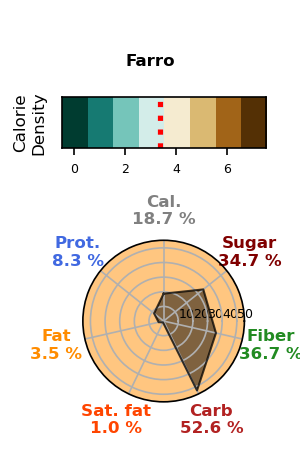 Farro
Calorie
Density
0 2 4 6
Cal.
18.7 %
Prot.
8.3 %
Sugar
34.7 %
10 20 30 40 50
Fat
3.5 %
Fiber
36.7 %
Sat. fat
1.0 %
Carb
52.6 %